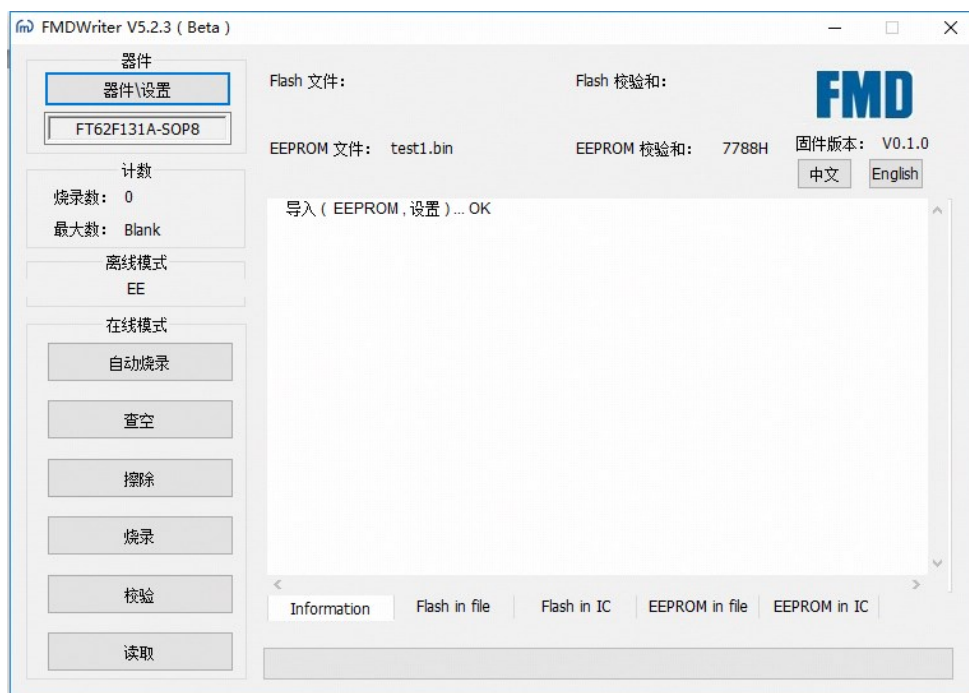 FMDWriter V5.2.3 ( Beta )
器件
器件\设置
FT62F131A-SOP8
计数
烧录数： 0
最大数： Blank
离线模式
EE
在线模式
自动烧录
查空
擦除
烧录
校验
读取
Flash 文件：
Flash 校验和：
FMD
EEPROM 文件： test1.bin
EEPROM 校验和： 7788H
固件版本： V0.1.0
中文
English
导入 ( EEPROM , 设置 ) ... OK
Information
Flash in file
Flash in IC
EEPROM in file
EEPROM in IC